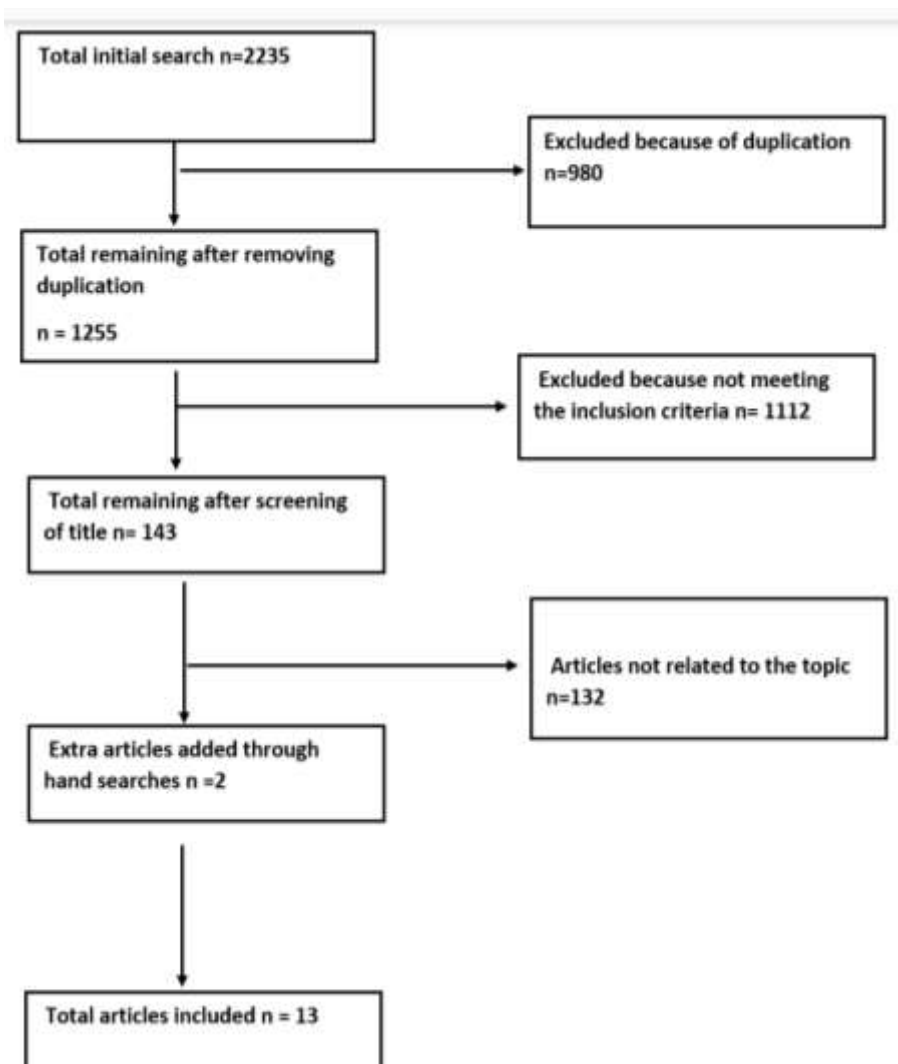 Total initial search n=2235
Excluded because of duplication
n=980
Total remaining after removing
duplication
n = 1255
Excluded because not meeting
the inclusion criteria n= 1112
Total remaining after screening
of title n= 143
Articles not related to the topic
n=132
Extra articles added through
hand searches n =2
Total articles included n = 13